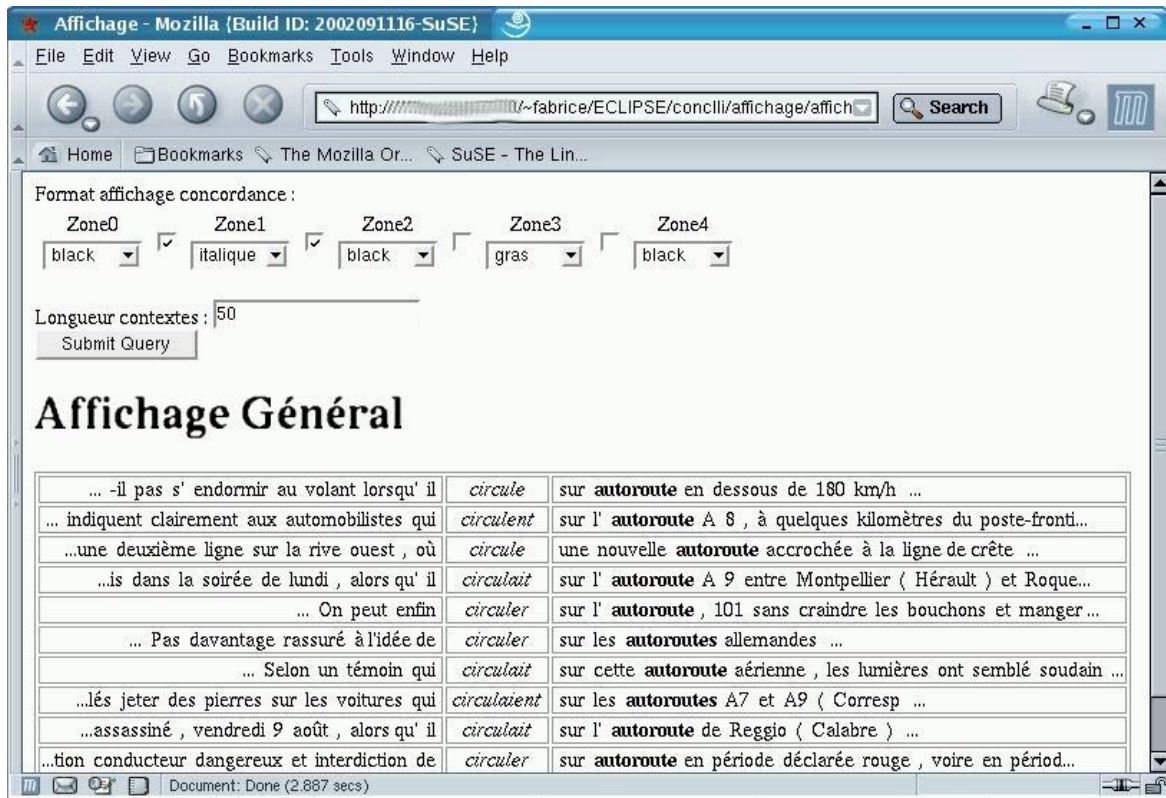 Affichage - Mozilla {Build ID: 2002091116-SuSE}
File Edit View Go Bookmarks Tools Window Help
http:// /~fabrice/ECLIPSE/conclli/affichage/affich Search
Home Bookmarks The Mozilla Or... SuSE - The Lin...
Format affichage concordance :
Zone0 Zone1 Zone2 Zone3 Zone4
black italique black gras black
Longueur contextes : 50
Submit Query
Affichage Général
... -il pas s' endormir au volant lorsqu' il circule sur autoroute en dessous de 180 km/h ...
... indiquent clairement aux automobilistes qui circulent sur l' autoroute A 8 , à quelques kilomètres du poste-fronti...
...une deuxième ligne sur la rive ouest , où circule une nouvelle autoroute accrochée à la ligne de crête ...
...is dans la soirée de lundi , alors qu' il circulait sur l' autoroute A 9 entre Montpellier ( Hérault ) et Roque...
... On peut enfin circuler sur l' autoroute , 101 sans craindre les bouchons et manger ...
... Pas davantage rassuré à l'idée de circuler sur les autoroutes allemandes ...
... Selon un témoin qui circulait sur cette autoroute aérienne , les lumières ont semblé soudain ...
...lés jeter des pierres sur les voitures qui circulaient sur les autoroutes A7 et A9 ( Corresp ...
...assassiné , vendredi 9 août , alors qu' il circulait sur l' autoroute de Reggio ( Calabre ) ...
...tion conducteur dangereux et interdiction de circuler sur autoroute en période déclarée rouge , voire en périod...
Document: Done (2.887 secs)